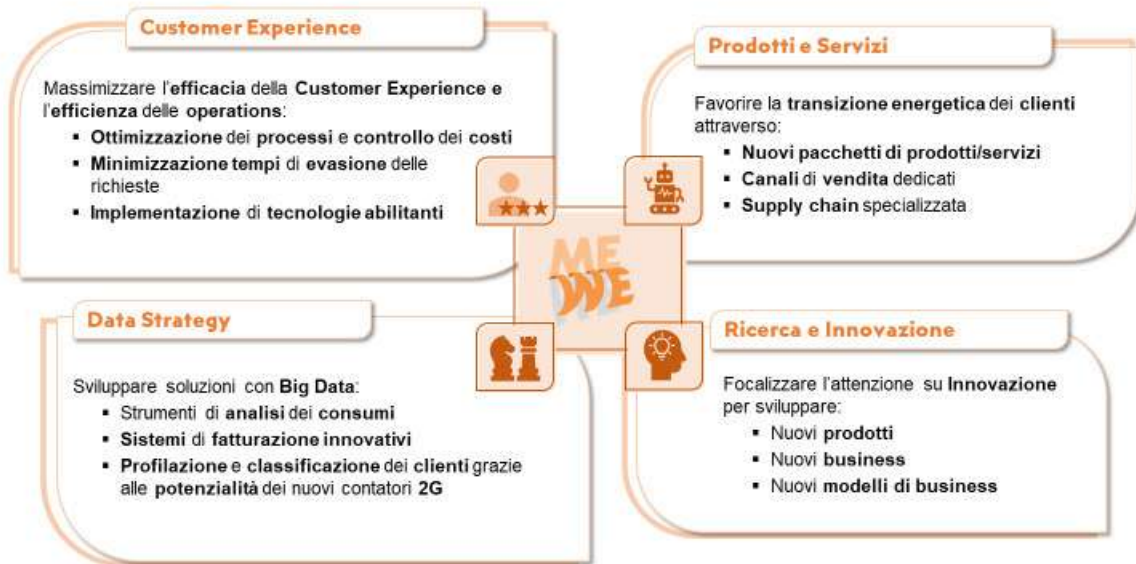 Customer Experience
Massimizzare l'efficacia della Customer Experience e
l'efficienza delle operations:
▪ Ottimizzazione dei processi e controllo dei costi
▪ Minimizzazione tempi di evasione delle
richieste
▪ Implementazione di tecnologie abilitanti
Prodotti e Servizi
Favorire la transizione energetica dei clienti
attraverso:
▪ Nuovi pacchetti di prodotti/servizi
▪ Canali di vendita dedicati
▪ Supply chain specializzata
ME
WE
Data Strategy
Sviluppare soluzioni con Big Data:
▪ Strumenti di analisi dei consumi
▪ Sistemi di fatturazione innovativi
▪ Profilazione e classificazione dei clienti grazie
alle potenzialità dei nuovi contatori 2G
Ricerca e Innovazione
Focalizzare l'attenzione su Innovazione
per sviluppare:
▪ Nuovi prodotti
▪ Nuovi business
▪ Nuovi modelli di business